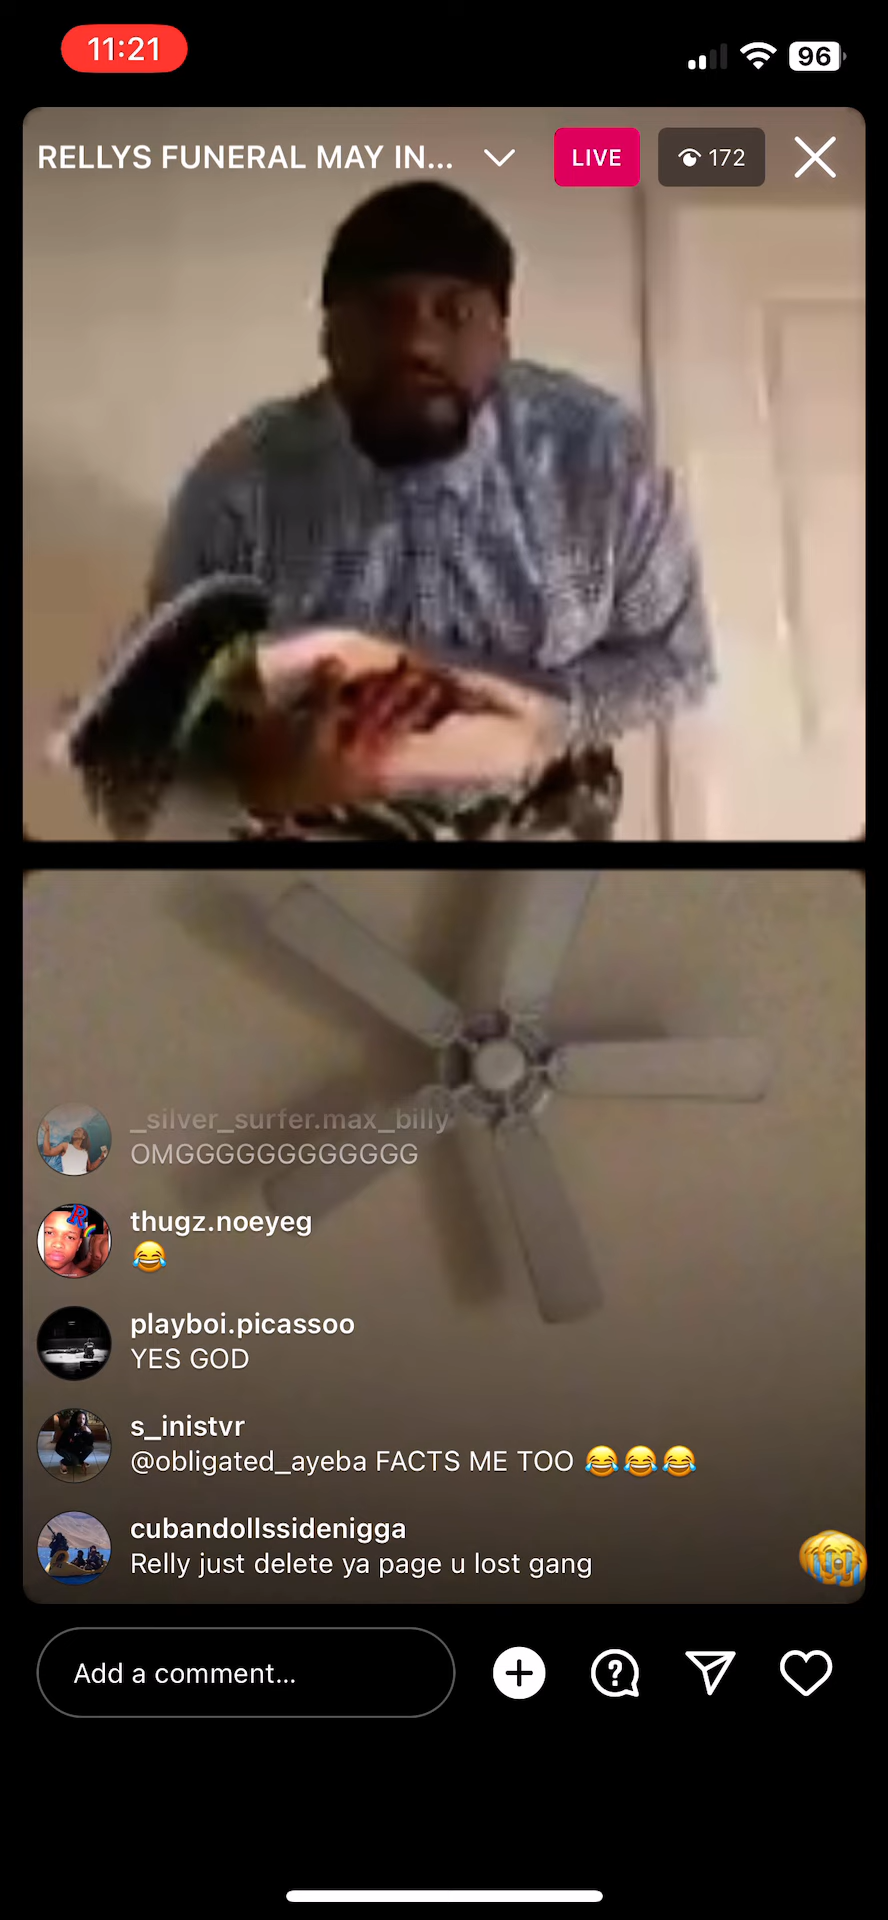 11:21
96
RELLYS FUNERAL MAY IN...
LIVE
172
_silver_surfer.max_billy
OMGGGGGGGGGGGG
thugz.noeyeg
😂
playboi.picassoo
YES GOD
s_inistvr
@obligated_ayeba FACTS ME TOO 😂😂😂
cubandollssidenigga
Relly just delete ya page u lost gang
Add a comment...